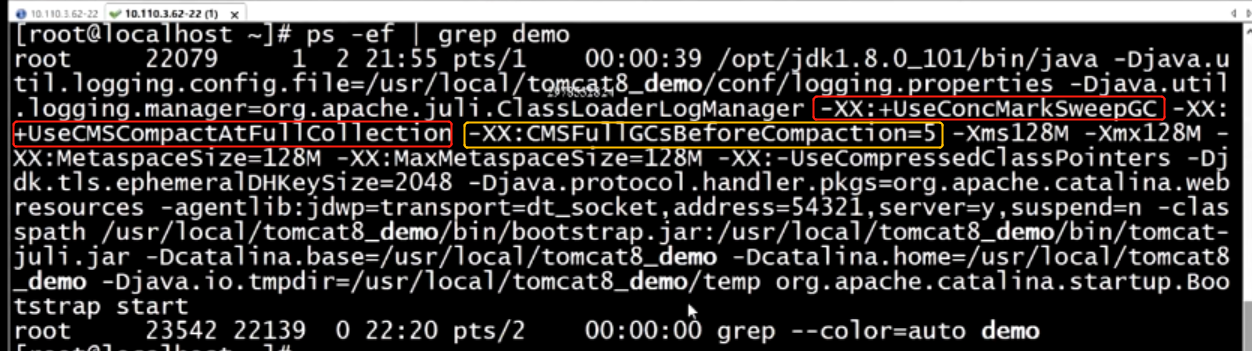 10.110.3.62-22 10.110.3.62-22 (1) x
[root@localhost ~]# ps -ef | grep demo
root 22079 1 2 21:55 pts/1 00:00:39 /opt/jdk1.8.0_101/bin/java -Djava.u
til.logging.config.file=/usr/local/tomcat8_demo/conf/logging.properties -Djava.util
.logging.manager=org.apache.juli.ClassLoaderLogManager -XX:+UseConcMarkSweepGC -XX:
+UseCMSCompactAtFullCollection -XX:CMSFullGCsBeforeCompaction=5 -Xms128M -Xmx128M -
XX:MetaspaceSize=128M -XX:MaxMetaspaceSize=128M -XX:-UseCompressedClassPointers -Dj
dk.tls.ephemeralDHKeySize=2048 -Djava.protocol.handler.pkgs=org.apache.catalina.web
resources -agentlib:jdwp=transport=dt_socket,address=54321,server=y,suspend=n -clas
spath /usr/local/tomcat8_demo/bin/bootstrap.jar:/usr/local/tomcat8_demo/bin/tomcat-
juli.jar -Dcatalina.base=/usr/local/tomcat8_demo -Dcatalina.home=/usr/local/tomcat8
_demo -Djava.io.tmpdir=/usr/local/tomcat8_demo/temp org.apache.catalina.startup.Boo
tstrap start
root 23542 22139 0 22:20 pts/2 00:00:00 grep --color=auto demo